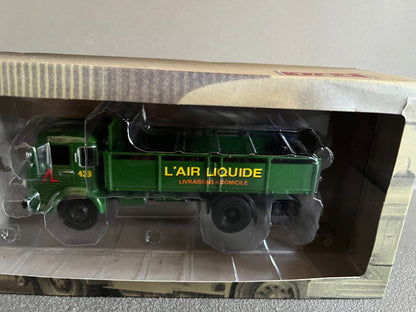 L'AIR LIQUIDE
LIVRAISONS À DOMICILE
423